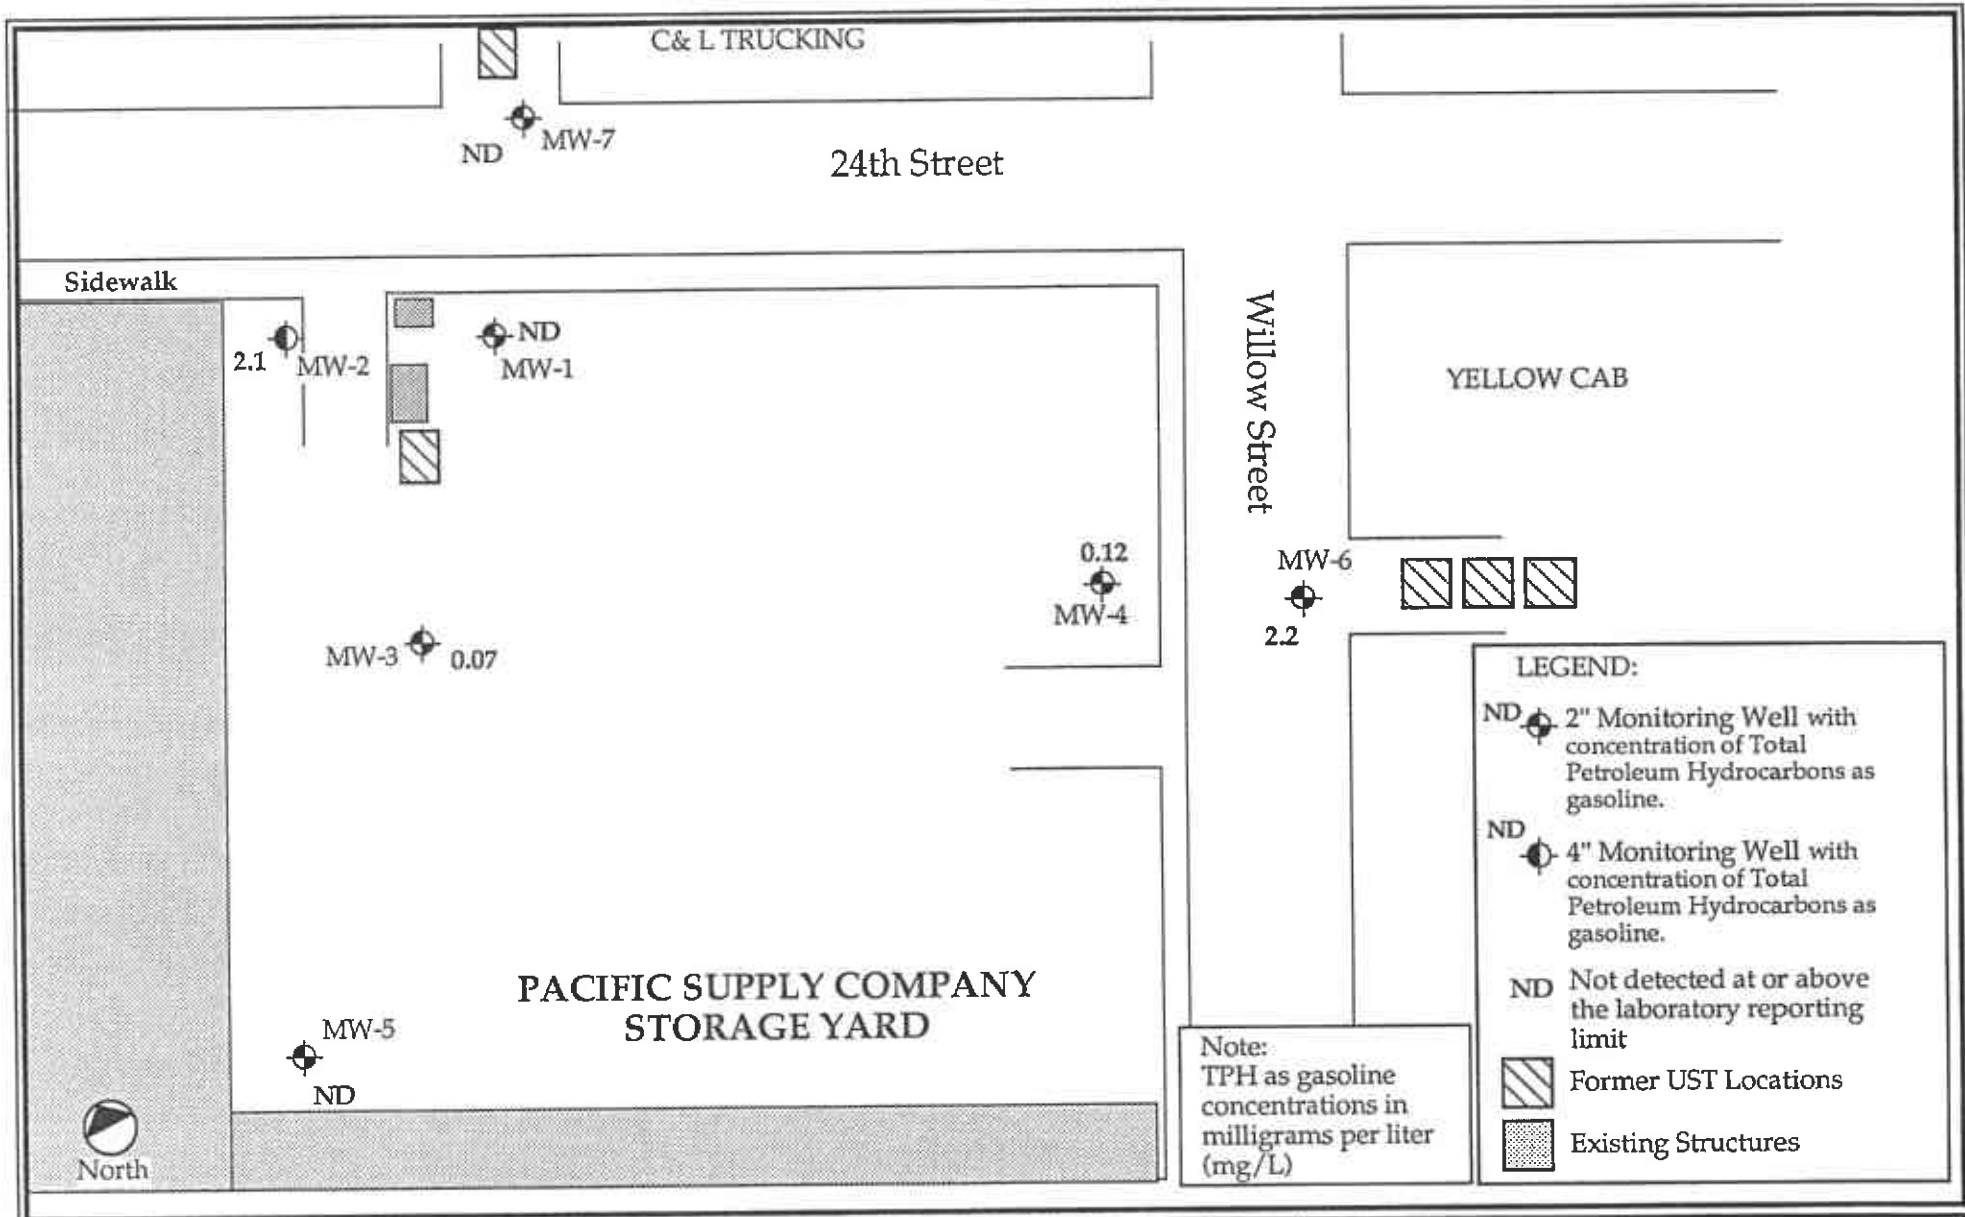 C& L TRUCKING
MW-7
ND
24th Street
Sidewalk
ND
2.1
MW-2
MW-1
Willow Street
YELLOW CAB
0.12
MW-4
MW-6
2.2
MW-3
0.07
LEGEND:
ND
2" Monitoring Well with
concentration of Total
Petroleum Hydrocarbons as
gasoline.
ND
4" Monitoring Well with
concentration of Total
Petroleum Hydrocarbons as
gasoline.
ND Not detected at or above
the laboratory reporting
limit
Former UST Locations
Existing Structures
PACIFIC SUPPLY COMPANY
STORAGE YARD
MW-5
ND
Note:
TPH as gasoline
concentrations in
milligrams per liter
(mg/L)
North